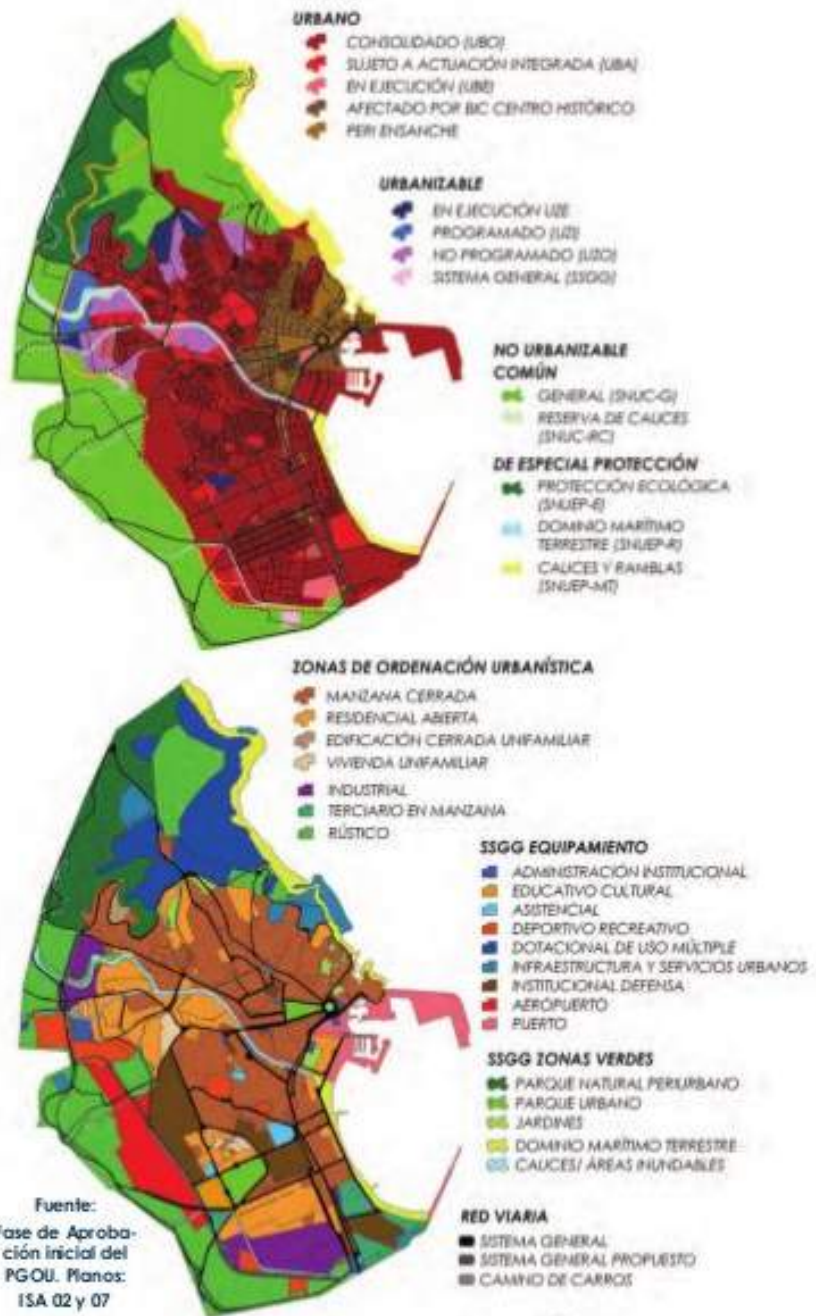 URBANO
CONSOLIDADO (UBO)
SUJETO A ACTUACIÓN INTEGRADA (UBA)
EN EJECUCIÓN (UBE)
AFECTADO POR BIC CENTRO HISTÓRICO
PERI ENSANCHE
URBANIZABLE
EN EJECUCIÓN UZE
PROGRAMADO (UZI)
NO PROGRAMADO (UZO)
SISTEMA GENERAL (SSGG)
NO URBANIZABLE
COMÚN
GENERAL (SNUC-G)
RESERVA DE CAUCES
(SNUC-RC)
DE ESPECIAL PROTECCIÓN
PROTECCIÓN ECOLÓGICA
(SNUEP-E)
DOMINIO MARÍTIMO
TERRESTRE (SNUEP-R)
CAUCES Y RAMBLAS
(SNUEP-MT)
ZONAS DE ORDENACIÓN URBANÍSTICA
MANZANA CERRADA
RESIDENCIAL ABIERTA
EDIFICACIÓN CERRADA UNIFAMILIAR
VIVIENDA UNIFAMILIAR
INDUSTRIAL
TERCIARIO EN MANZANA
RÚSTICO
SSGG EQUIPAMIENTO
ADMINISTRACIÓN INSTITUCIONAL
EDUCATIVO CULTURAL
ASISTENCIAL
DEPORTIVO RECREATIVO
DOTACIONAL DE USO MÚLTIPLE
INFRAESTRUCTURA Y SERVICIOS URBANOS
INSTITUCIONAL DEFENSA
AEROPUERTO
PUERTO
SSGG ZONAS VERDES
PARQUE NATURAL PERIURBANO
PARQUE URBANO
JARDINES
DOMINIO MARÍTIMO TERRESTRE
CAUCES/ ÁREAS INUNDABLES
RED VIARIA
SISTEMA GENERAL
SISTEMA GENERAL PROPUESTO
CAMINO DE CARROS
Fuente:
Fase de Aproba-
ción inicial del
PGOU. Planos:
ISA 02 y 07